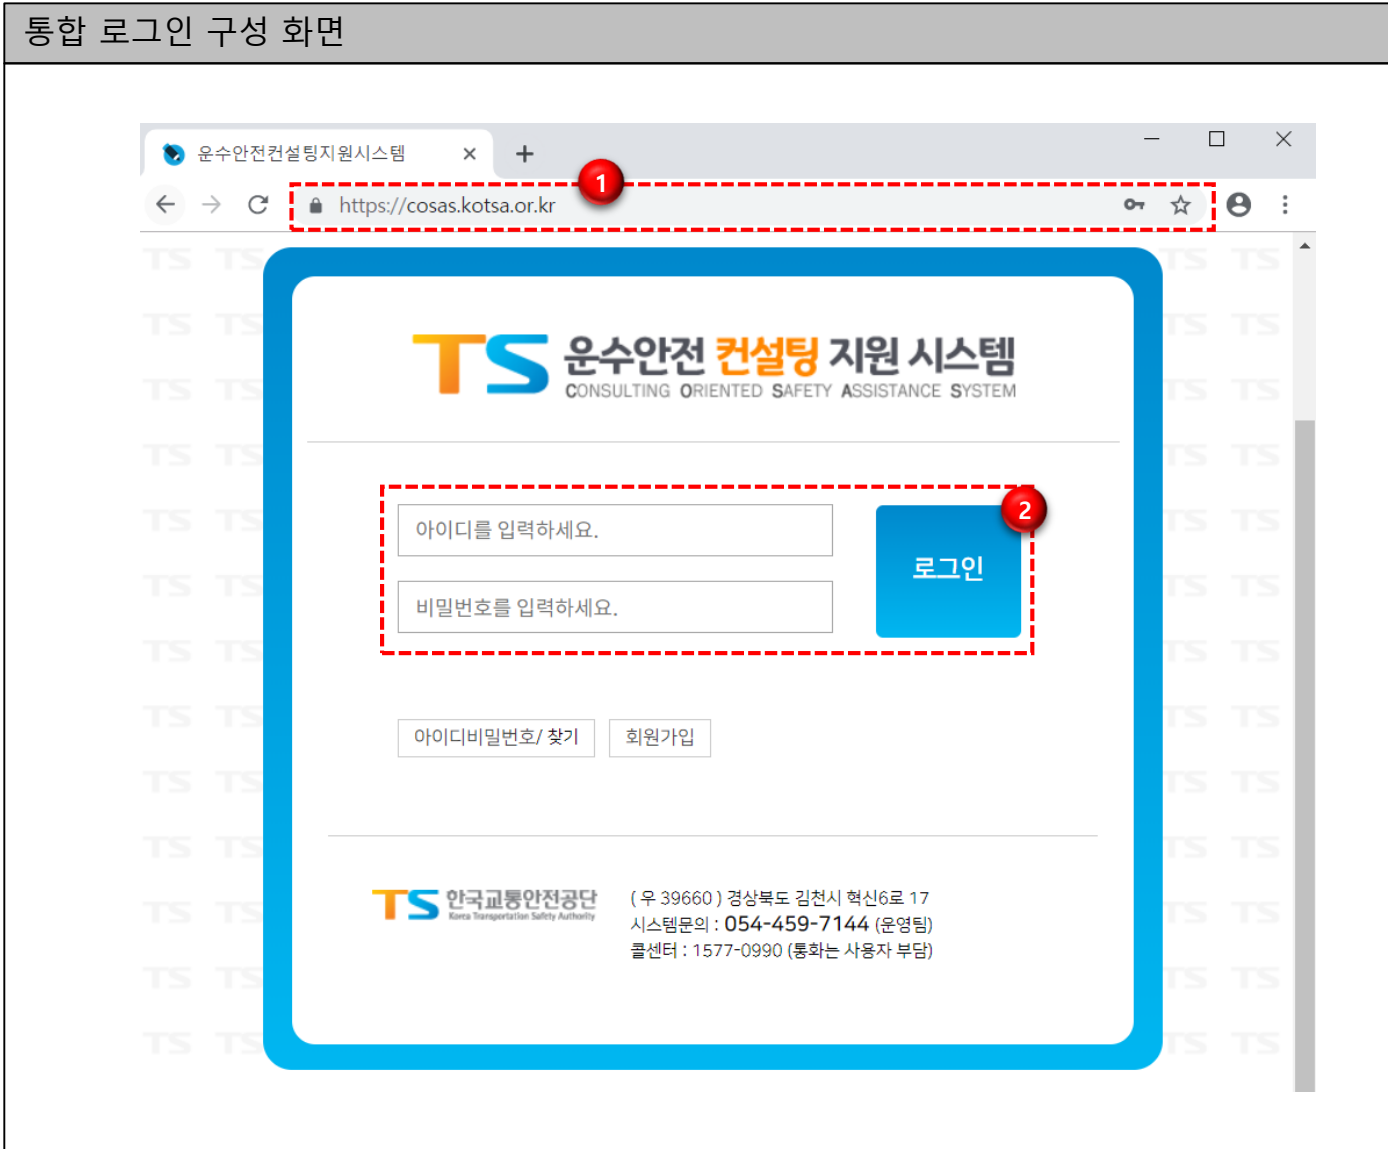 통합 로그인 구성 화면
운수안전컨설팅지원시스템
1
https://cosas.kotsa.or.kr
TS 운수안전 컨설팅 지원 시스템
CONSULTING ORIENTED SAFETY ASSISTANCE SYSTEM
2
아이디를 입력하세요.
로그인
비밀번호를 입력하세요.
아이디비밀번호/ 찾기 회원가입
TS 한국교통안전공단
Korea Transportation Safety Authority
( 우 39660 ) 경상북도 김천시 혁신6로 17
시스템문의 : 054-459-7144 (운영팀)
콜센터 : 1577-0990 (통화는 사용자 부담)